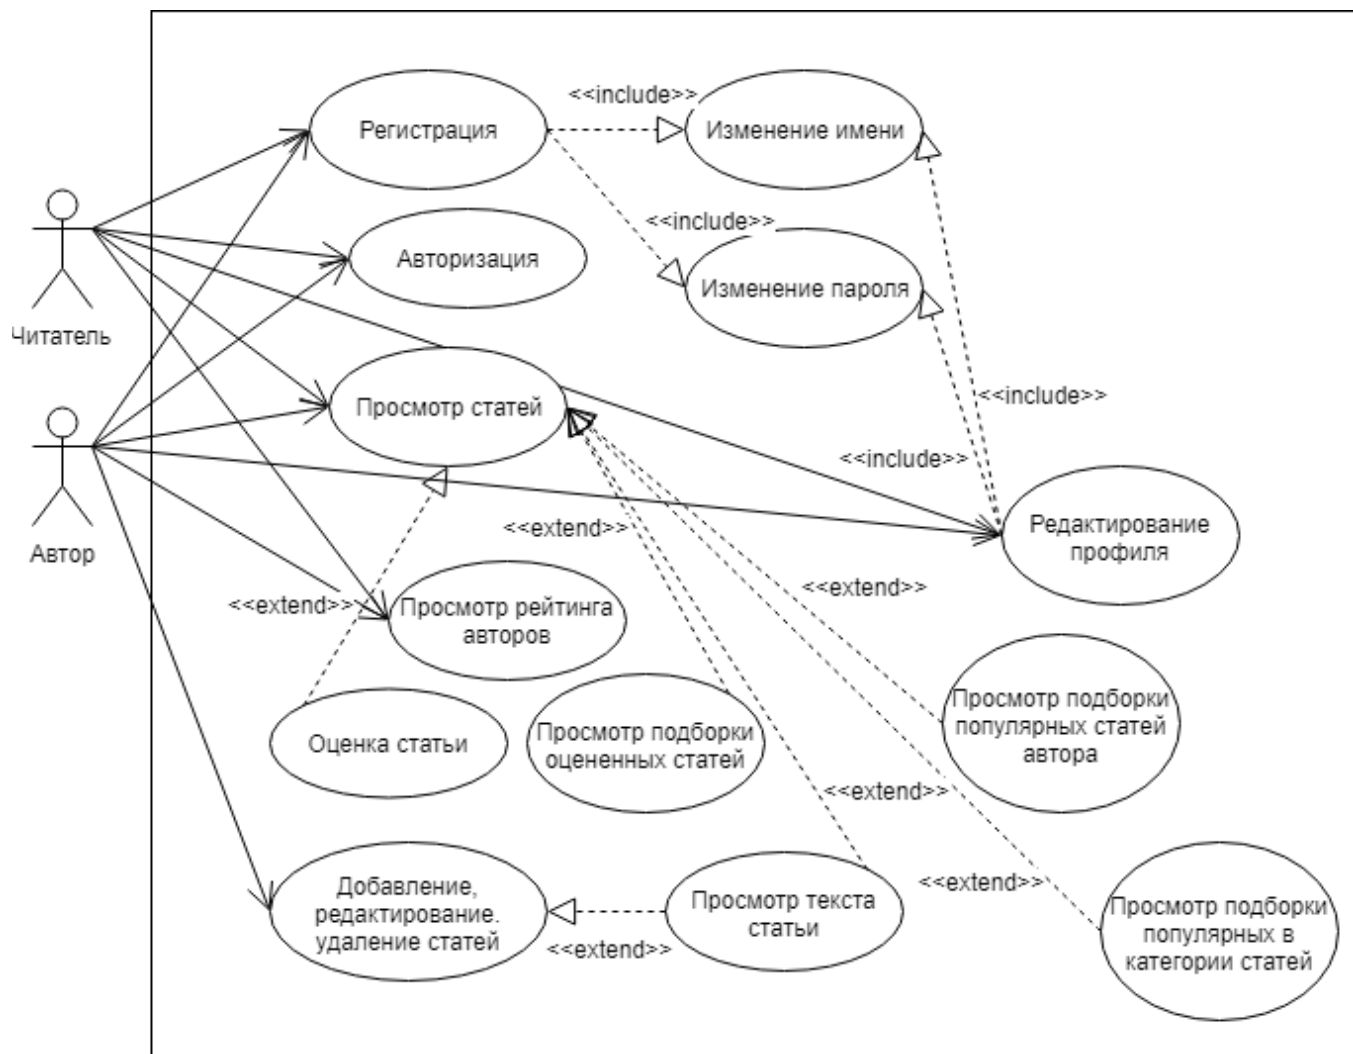 <<include>>
Регистрация
Изменение имени
<<include>>
Авторизация
Изменение пароля
Читатель
Просмотр статей
<<include>>
<<include>>
<<extend>>
Редактирование
профиля
Автор
<<extend>>
<<extend>>
Просмотр рейтинга
авторов
Просмотр подборки
популярных статей
автора
Оценка статьи
Просмотр подборки
оцененных статей
<<extend>>
Добавление,
редактирование.
удаление статей
<<extend>>
Просмотр текста
статьи
<<extend>>
Просмотр подборки
популярных в
категории статей